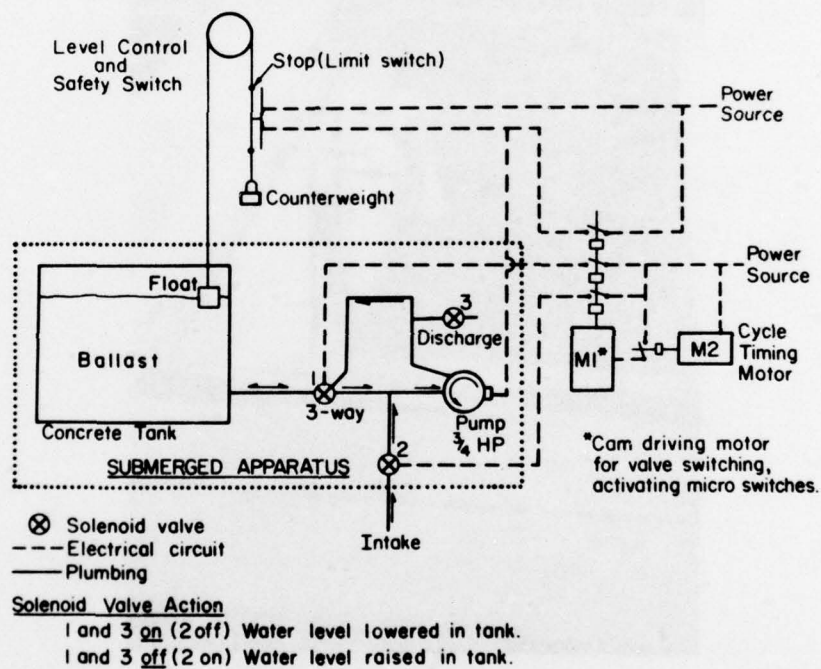 Level Control
and
Safety Switch
Stop (Limit switch)
Counterweight
Power
Source
Power
Source
Float
Ballast
Concrete Tank
3
Discharge
1
3-way
Pump
3/4 HP
2
SUBMERGED APPARATUS
Intake
M1*
M2
Cycle
Timing
Motor
*Cam driving motor
for valve switching,
activating micro switches.
Solenoid valve
Electrical circuit
Plumbing
Solenoid Valve Action
1 and 3 on (2 off) Water level lowered in tank.
1 and 3 off (2 on) Water level raised in tank.